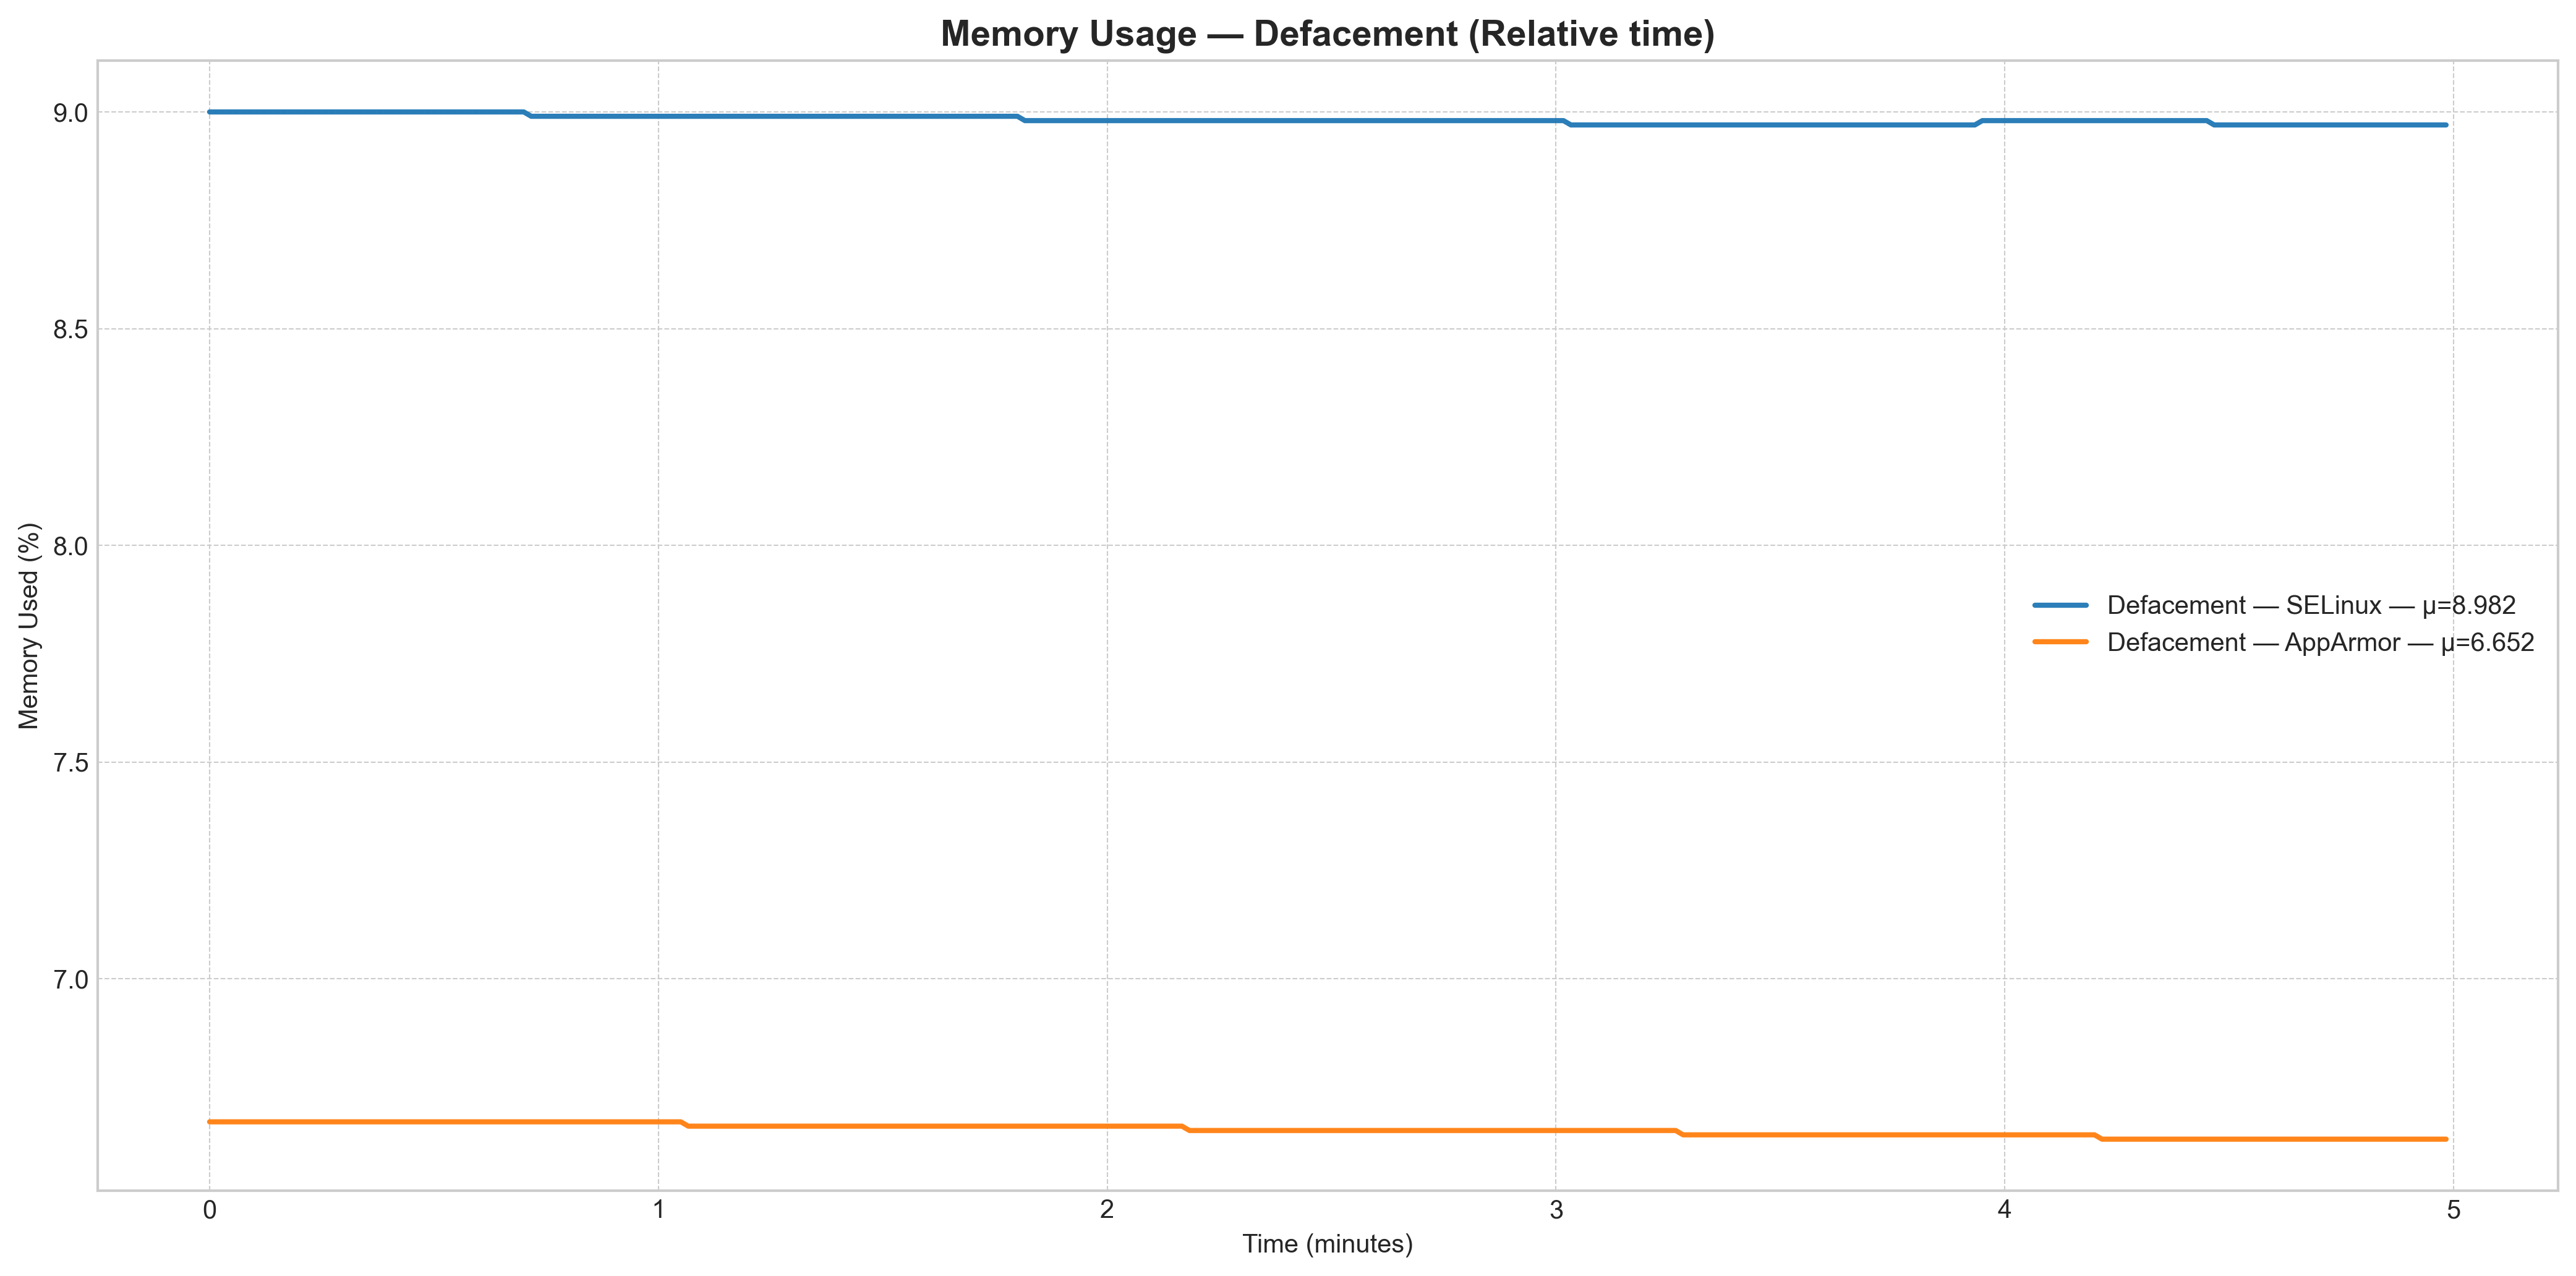 Memory Usage — Defacement (Relative time)
Memory Used (%)
9.0
8.5
8.0
7.5
7.0
Defacement — SELinux — μ=8.982
Defacement — AppArmor — μ=6.652
0 1 2 3 4 5
Time (minutes)